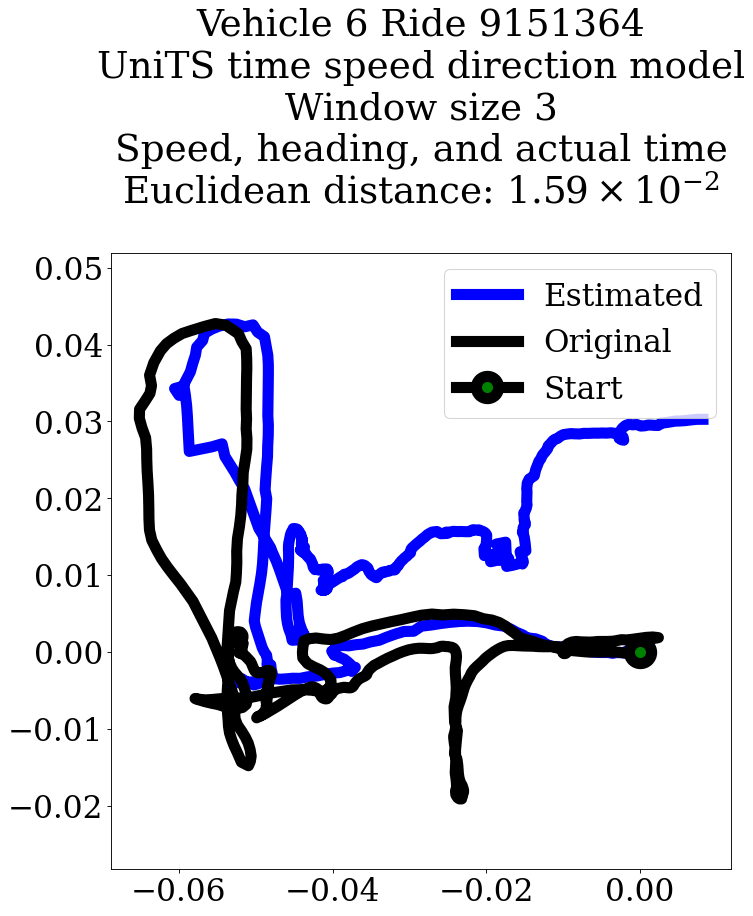 Vehicle 6 Ride 9151364
UniTS time speed direction model
Window size 3
Speed, heading, and actual time
Euclidean distance: 1.59 × 10⁻²
0.05
0.04
0.03
0.02
0.01
0.00
−0.01
−0.02
Estimated
Original
Start
−0.06
−0.04
−0.02
0.00